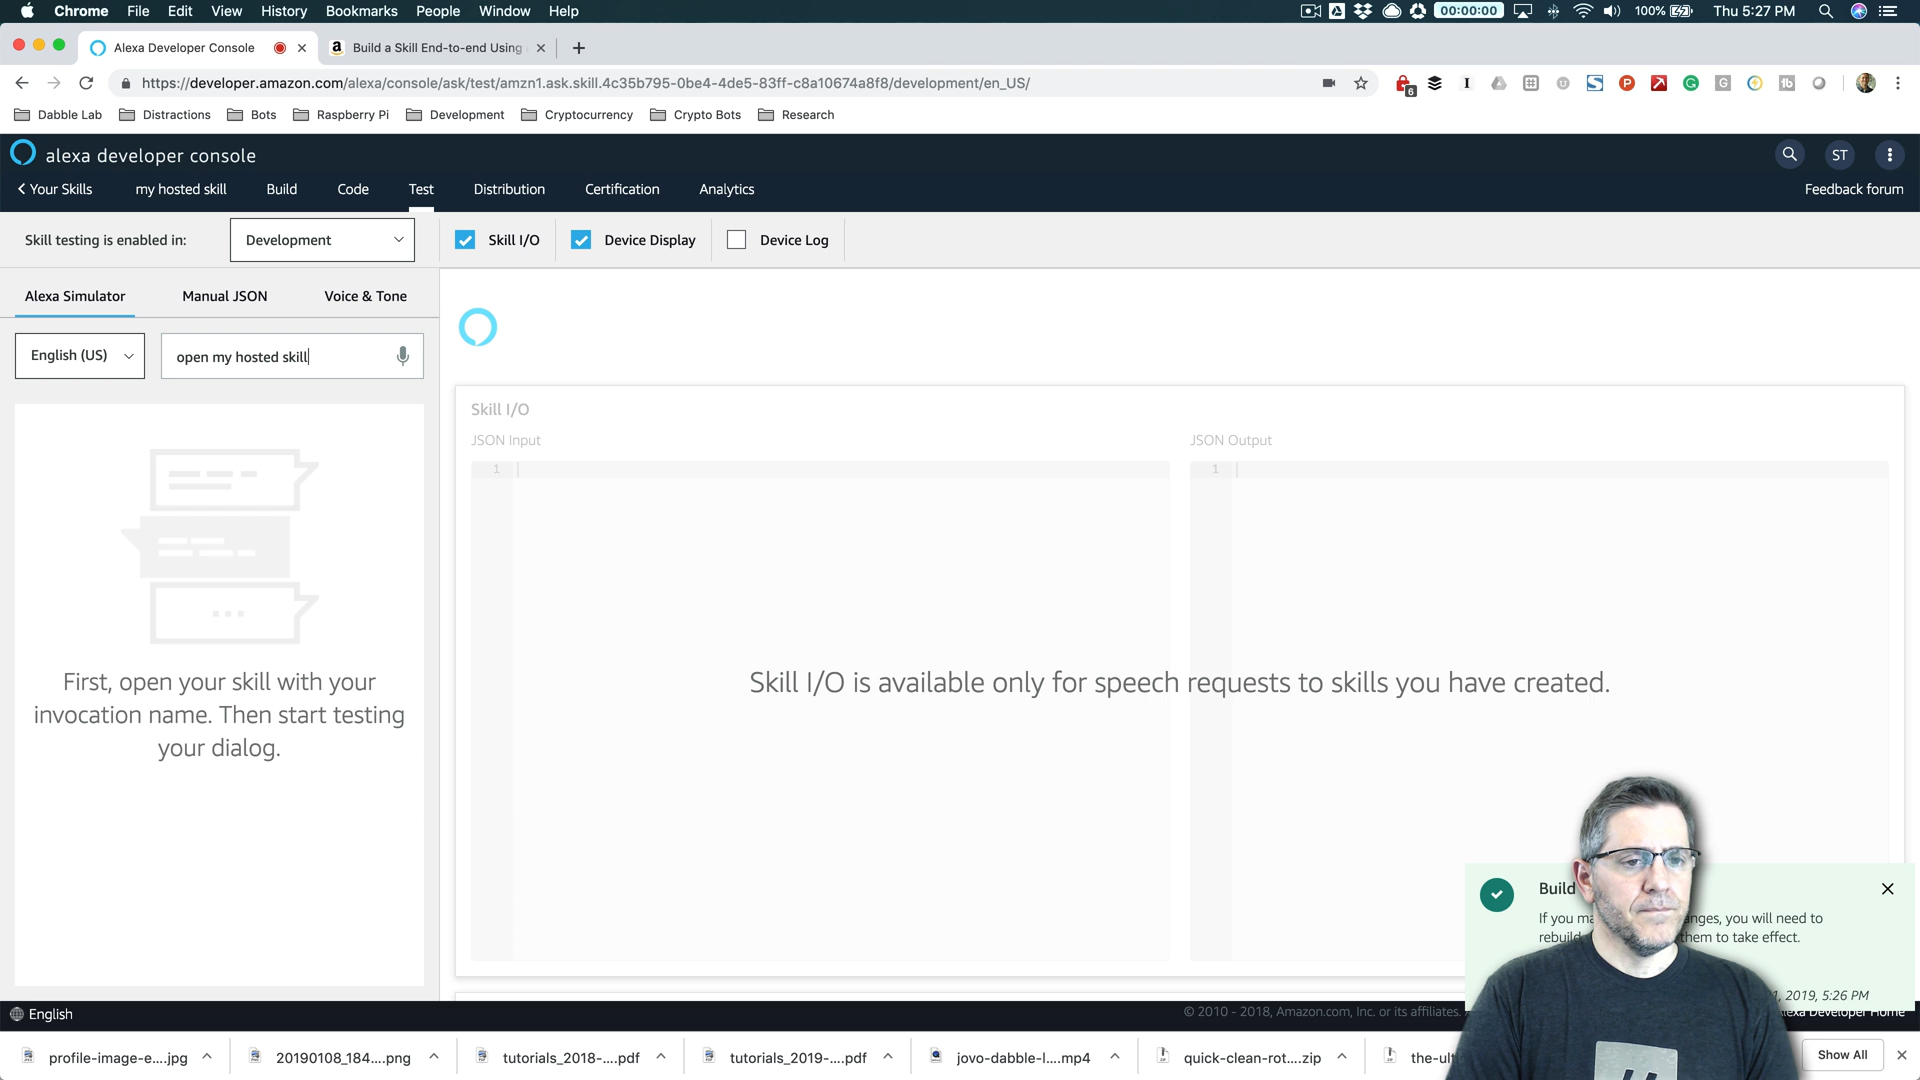 Chrome File Edit View History Bookmarks People Window Help
00:00:00 100% Thu 5:27 PM
Alexa Developer Console
Build a Skill End-to-end Using
https://developer.amazon.com/alexa/console/ask/test/amzn1.ask.skill.4c35b795-0be4-4de5-83ff-c8a10674a8f8/development/en_US/
6
Dabble Lab Distractions Bots Raspberry Pi Development Cryptocurrency Crypto Bots Research
alexa developer console
ST
Your Skills my hosted skill Build Code Test Distribution Certification Analytics Feedback forum
Skill testing is enabled in: Development Skill I/O Device Display Device Log
Alexa Simulator Manual JSON Voice & Tone
English (US) open my hosted skill
Skill I/O
JSON Input JSON Output
1 1
First, open your skill with your
invocation name. Then start testing
your dialog.
Skill I/O is available only for speech requests to skills you have created.
Build
If you
you will need to
them to take effect.
2019, 5:26 PM
English
© 2010 - 2018, Amazon.com, Inc. or its affiliates.
Alexa Developer Home
profile-image-e....jpg 20190108_184....png tutorials_2018-....pdf tutorials_2019-....pdf jovo-dabble-l....mp4 quick-clean-rot....zip Show All